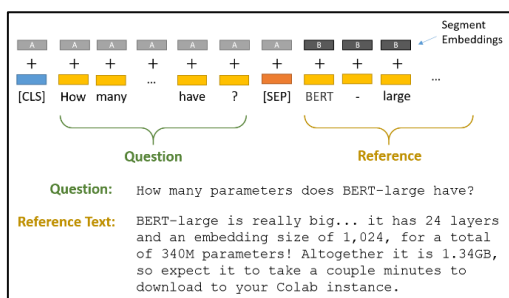 Segment
Embeddings
A A A A A A A B B B
+ + + + + + + + + +
... ...
[CLS] How many have ? [SEP] BERT - large
Question Reference
Question: How many parameters does BERT-large have?
Reference Text: BERT-large is really big... it has 24 layers
and an embedding size of 1,024, for a total
of 340M parameters! Altogether it is 1.34GB,
so expect it to take a couple minutes to
download to your Colab instance.